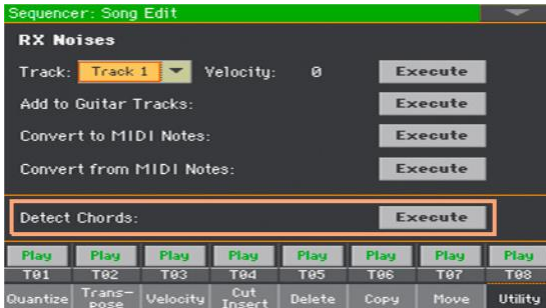 Sequencer: Song Edit
RX Noises
Track: Track 1 Velocity: 0 Execute
Add to Guitar Tracks: Execute
Convert to MIDI Notes: Execute
Convert from MIDI Notes: Execute
Detect Chords: Execute
Play Play Play Play Play Play Play Play
T01 T02 T03 T04 T05 T06 T07 T08
Quantize Trans- Velocity Cut Delete Copy Move Utility
pose Insert